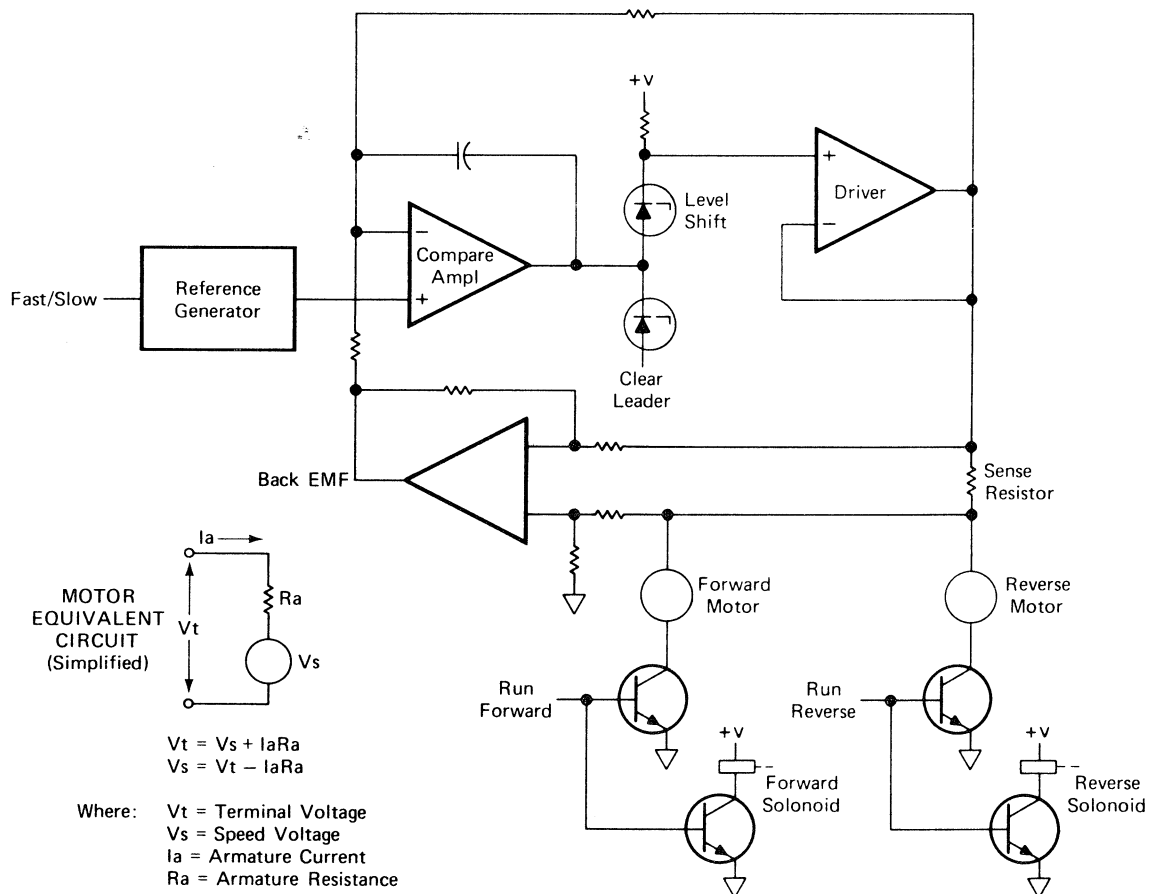 +V
+
Driver
−
Level
Shift
−
Compare
Ampl
+
Fast/Slow
Reference
Generator
Clear
Leader
Back EMF
Sense
Resistor
Ia
MOTOR
EQUIVALENT
CIRCUIT
(Simplified)
Vt
Ra
Vs
Forward
Motor
Reverse
Motor
Run
Forward
Run
Reverse
+V
Forward
Solonoid
+V
Reverse
Solonoid
Vt = Vs + IaRa
Vs = Vt − IaRa
Where: Vt = Terminal Voltage
Vs = Speed Voltage
Ia = Armature Current
Ra = Armature Resistance